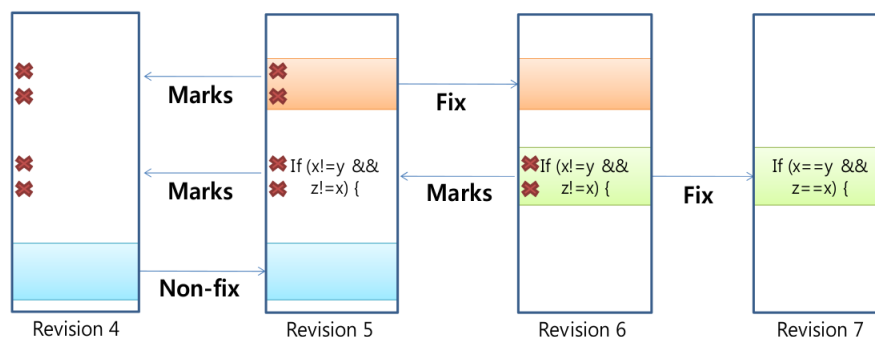 Marks
Fix
If (x!=y &&
z!=x) {
If (x!=y &&
z!=x) {
If (x==y &&
z==x) {
Marks
Marks
Fix
Non-fix
Revision 4
Revision 5
Revision 6
Revision 7